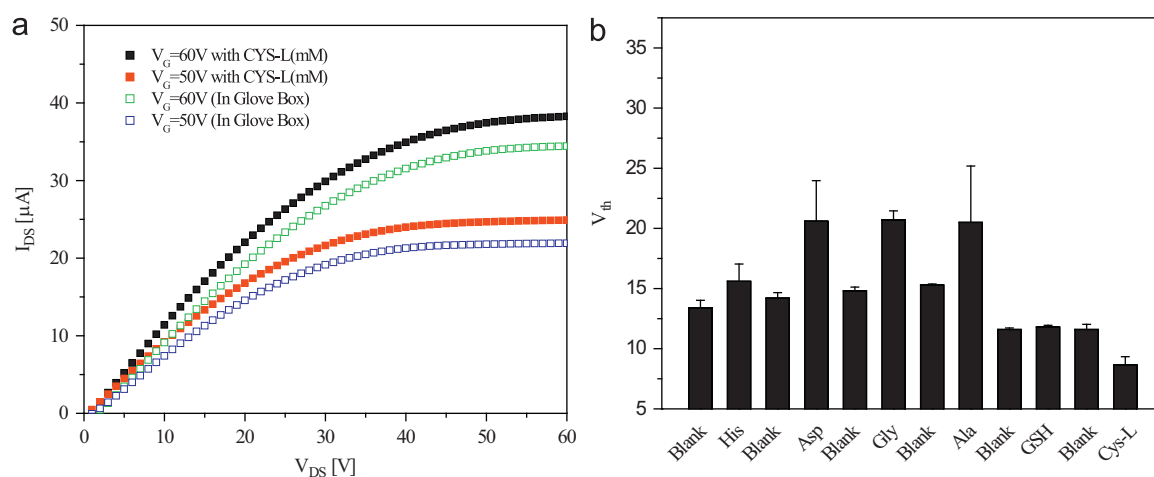 a
50
40
30
20
10
0
I_DS [µA]
V_G=60V with CYS-L(mM)
V_G=50V with CYS-L(mM)
V_G=60V (In Glove Box)
V_G=50V (In Glove Box)
0 10 20 30 40 50 60
V_DS [V]
b
35
30
25
20
15
10
5
V_th
Blank His Blank Asp Blank Gly Blank Ala Blank GSH Blank Cys-L